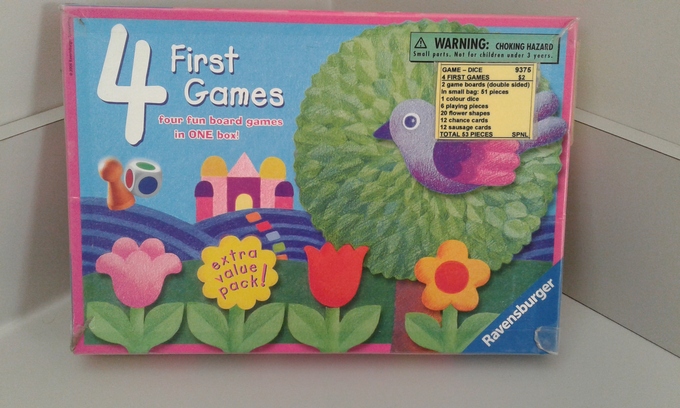 4 First
Games
four fun board games
in ONE box!
WARNING: CHOKING HAZARD
Small parts. Not for children under 3 years.
GAME - DICE 9375
4 FIRST GAMES $2
2 game boards (double sided)
In small bag: 51 pieces
1 colour dice
6 playing pieces
20 flower shapes
12 chance cards
12 sausage cards
TOTAL 53 PIECES SPNL
extra
value
pack!
Ravensburger